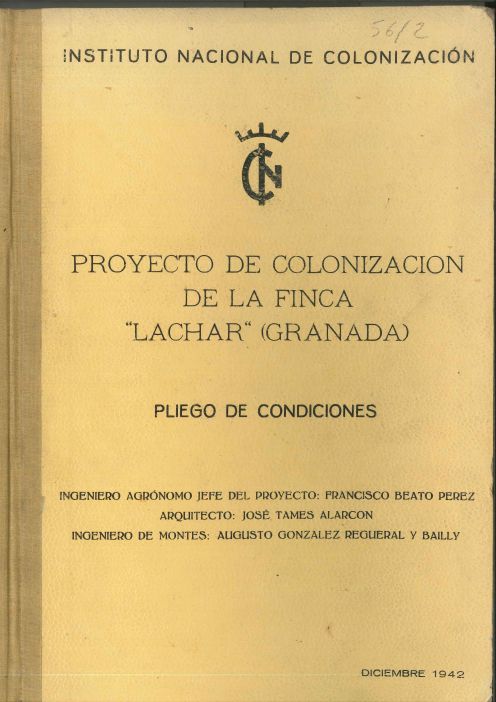 56/2
INSTITUTO NACIONAL DE COLONIZACIÓN
INC
PROYECTO DE COLONIZACION
DE LA FINCA
"LACHAR" (GRANADA)
PLIEGO DE CONDICIONES
INGENIERO AGRÓNOMO JEFE DEL PROYECTO: FRANCISCO BEATO PEREZ
ARQUITECTO: JOSÉ TAMES ALARCON
INGENIERO DE MONTES: AUGUSTO GONZALEZ REGUERAL Y BAILLY
DICIEMBRE 1942